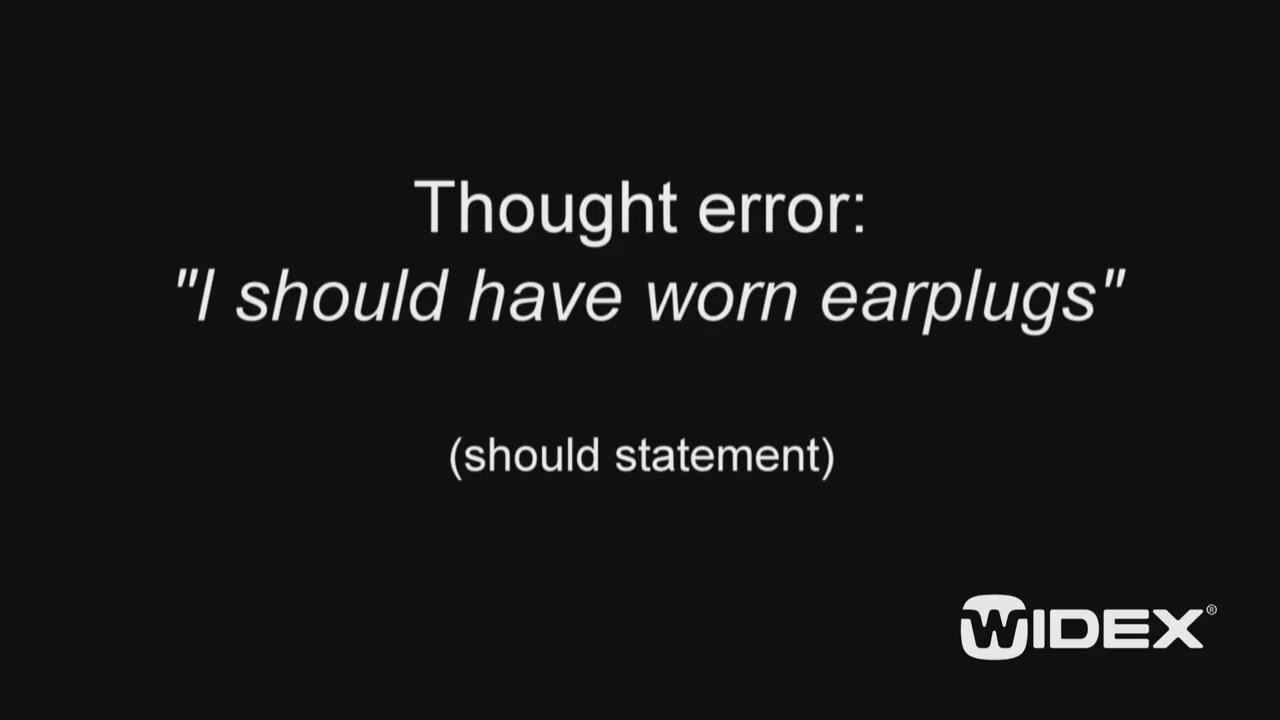 Thought error:
"I should have worn earplugs"
(should statement)
WIDEX®